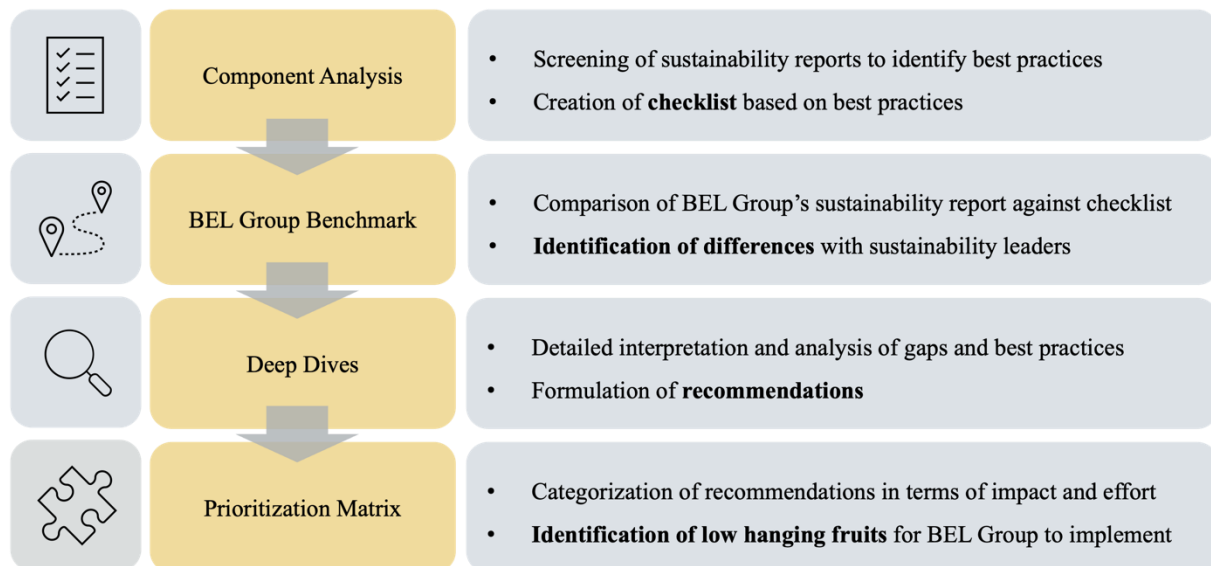 Component Analysis
• Screening of sustainability reports to identify best practices
• Creation of checklist based on best practices
BEL Group Benchmark
• Comparison of BEL Group’s sustainability report against checklist
• Identification of differences with sustainability leaders
Deep Dives
• Detailed interpretation and analysis of gaps and best practices
• Formulation of recommendations
Prioritization Matrix
• Categorization of recommendations in terms of impact and effort
• Identification of low hanging fruits for BEL Group to implement